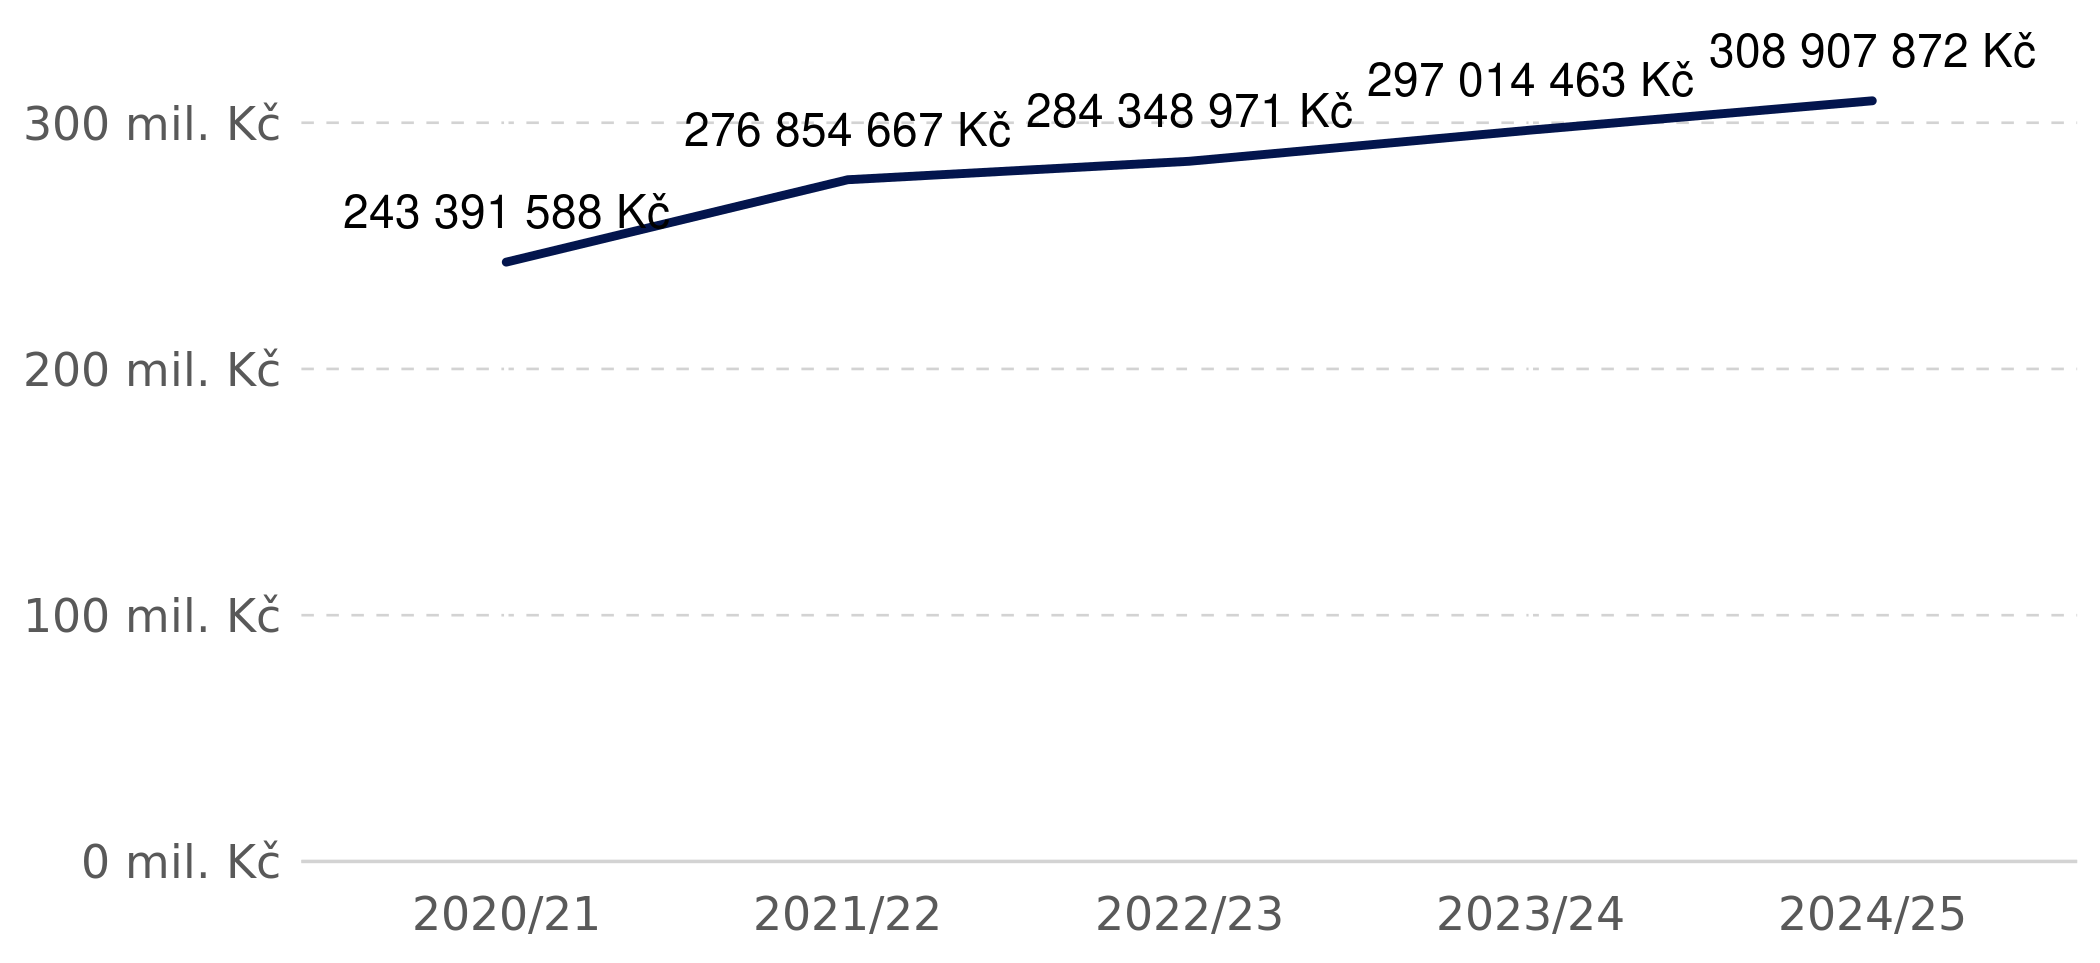 308 907 872 Kč
297 014 463 Kč
284 348 971 Kč
276 854 667 Kč
243 391 588 Kč
300 mil. Kč
200 mil. Kč
100 mil. Kč
0 mil. Kč
2020/21 2021/22 2022/23 2023/24 2024/25